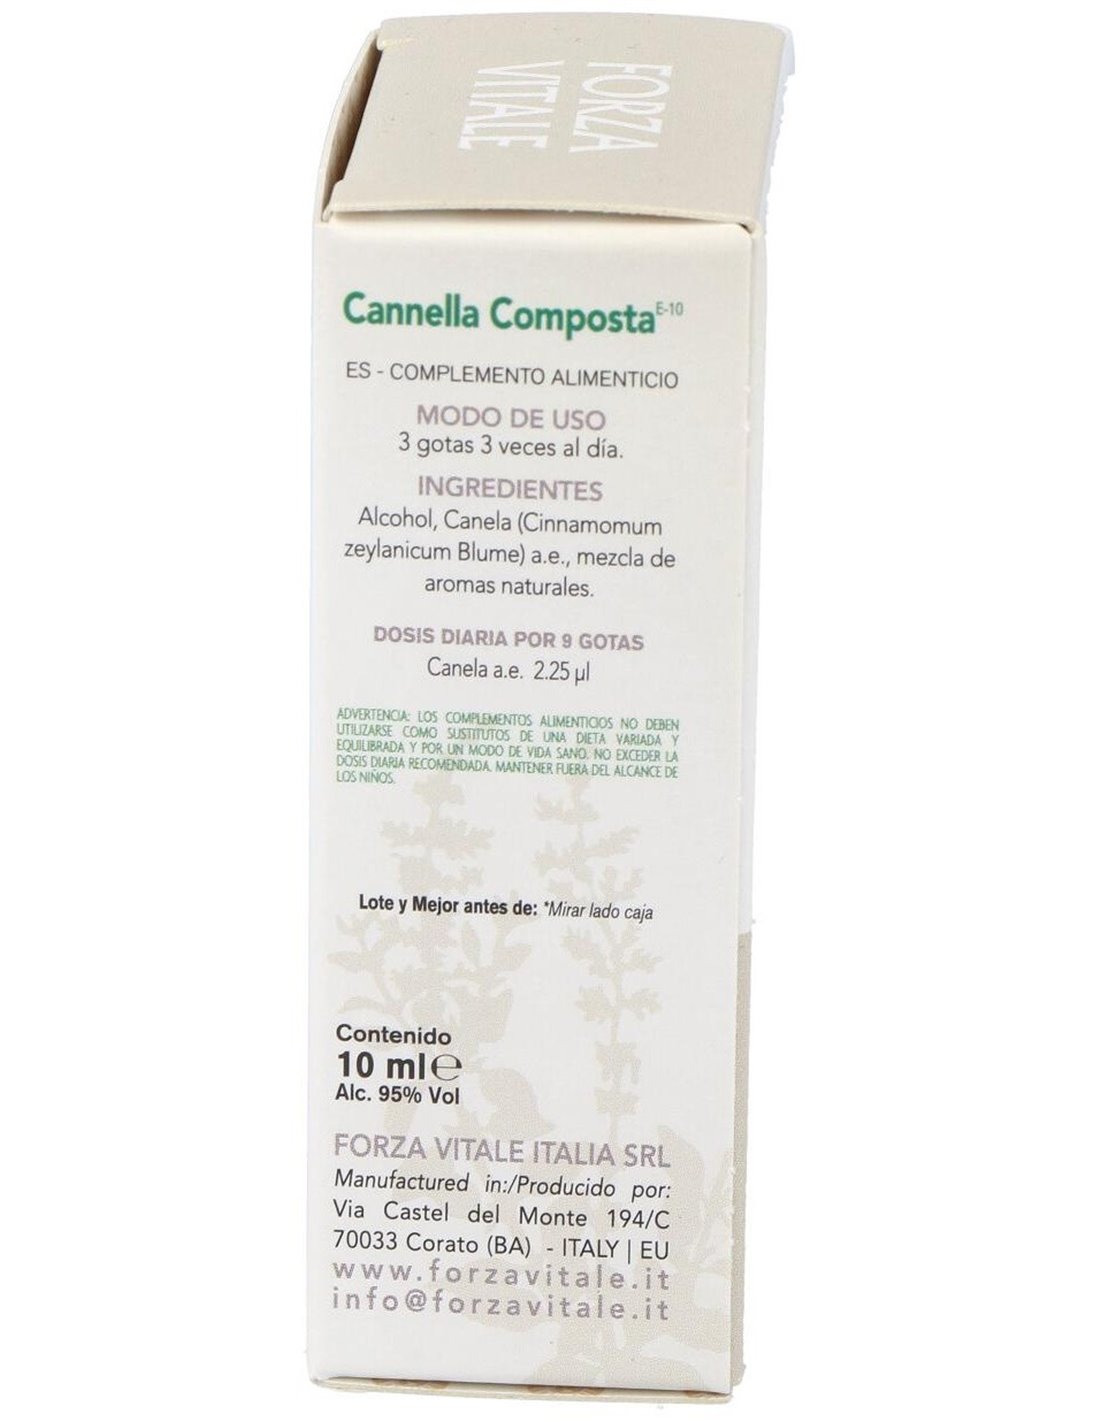 FORZA
VITALE
Cannella Composta E-10
ES - COMPLEMENTO ALIMENTICIO
MODO DE USO
3 gotas 3 veces al día.
INGREDIENTES
Alcohol, Canela (Cinnamomum
zeylanicum Blume) a.e., mezcla de
aromas naturales.
DOSIS DIARIA POR 9 GOTAS
Canela a.e. 2.25 µl
ADVERTENCIA: LOS COMPLEMENTOS ALIMENTICIOS NO DEBEN
UTILIZARSE COMO SUSTITUTOS DE UNA DIETA VARIADA Y
EQUILIBRADA Y POR UN MODO DE VIDA SANO. NO EXCEDER LA
DOSIS DIARIA RECOMENDADA. MANTENER FUERA DEL ALCANCE DE
LOS NIÑOS.
Lote y Mejor antes de: *Mirar lado caja
Contenido
10 ml ℮
Alc. 95% Vol
FORZA VITALE ITALIA SRL
Manufactured in:/Producido por:
Via Castel del Monte 194/C
70033 Corato (BA) - ITALY | EU
www.forzavitale.it
info@forzavitale.it